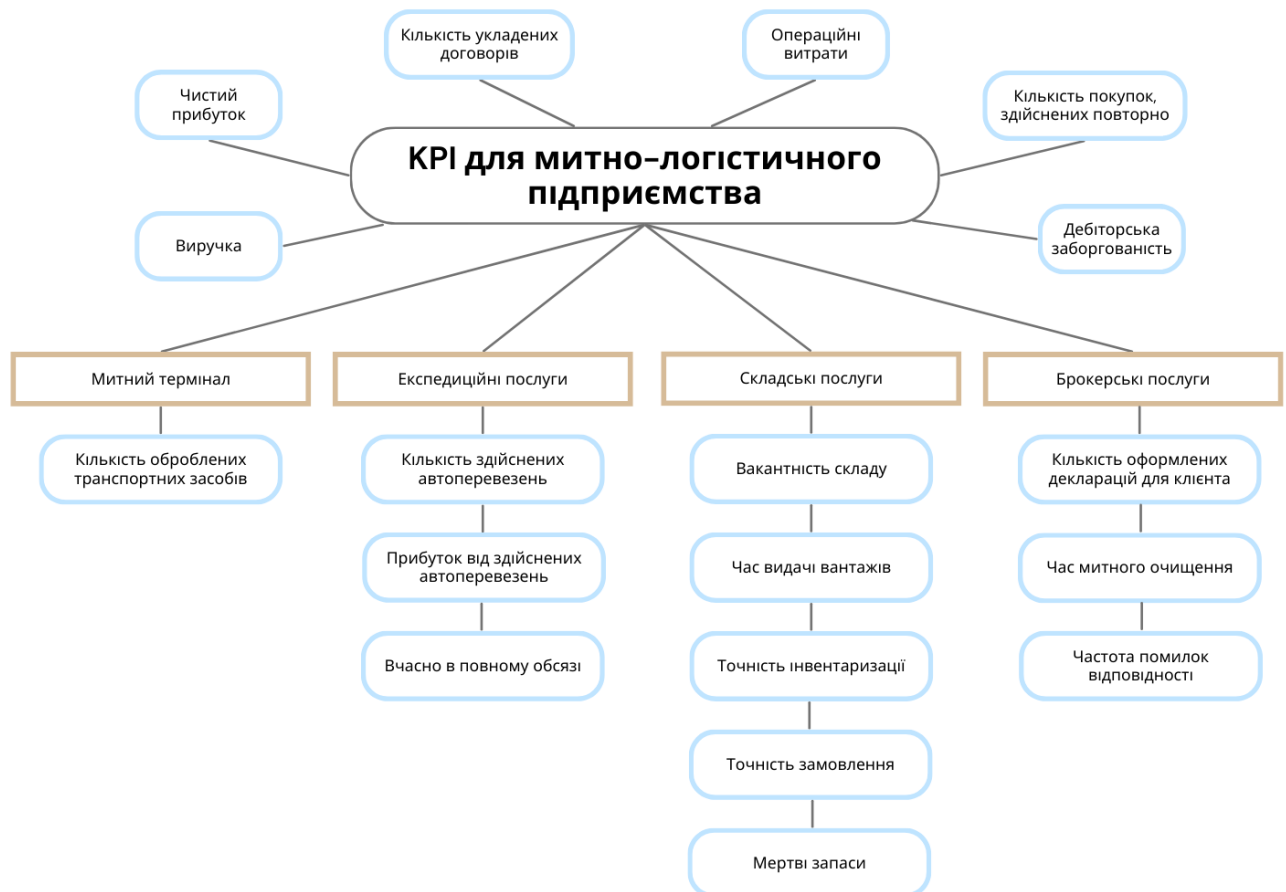 Кількість укладених
договорів
Операційні
витрати
Чистий
прибуток
Кількість покупок,
здійснених повторно
KPI для митно–логістичного
підприємства
Виручка
Дебіторська
заборгованість
Митний термінал
Експедиційні послуги
Складські послуги
Брокерські послуги
Кількість оброблених
транспортних засобів
Кількість здійснених
автоперевезень
Прибуток від здійснених
автоперевезень
Вчасно в повному обсязі
Вакантність складу
Час видачі вантажів
Точність інвентаризації
Точність замовлення
Мертві запаси
Кількість оформлених
декларацій для клієнта
Час митного очищення
Частота помилок
відповідності